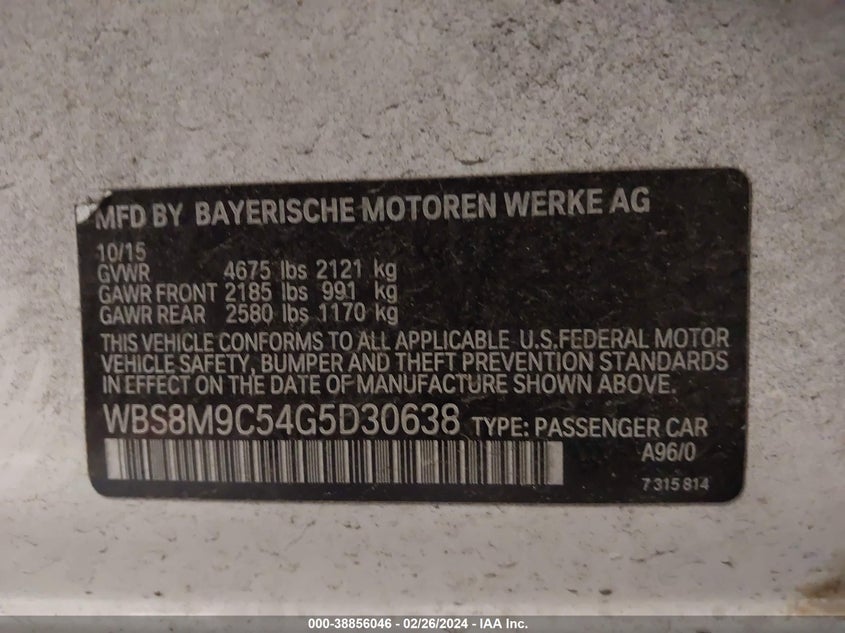 MFD BY BAYERISCHE MOTOREN WERKE AG
10/15
GVWR 4675 lbs 2121 kg
GAWR FRONT 2185 lbs 991 kg
GAWR REAR 2580 lbs 1170 kg
THIS VEHICLE CONFORMS TO ALL APPLICABLE U.S.FEDERAL MOTOR
VEHICLE SAFETY, BUMPER AND THEFT PREVENTION STANDARDS
IN EFFECT ON THE DATE OF MANUFACTURE SHOWN ABOVE.
WBS8M9C54G5D30638 TYPE: PASSENGER CAR
A96/0
7 315 814
000-38856046 - 02/26/2024 - IAA Inc.